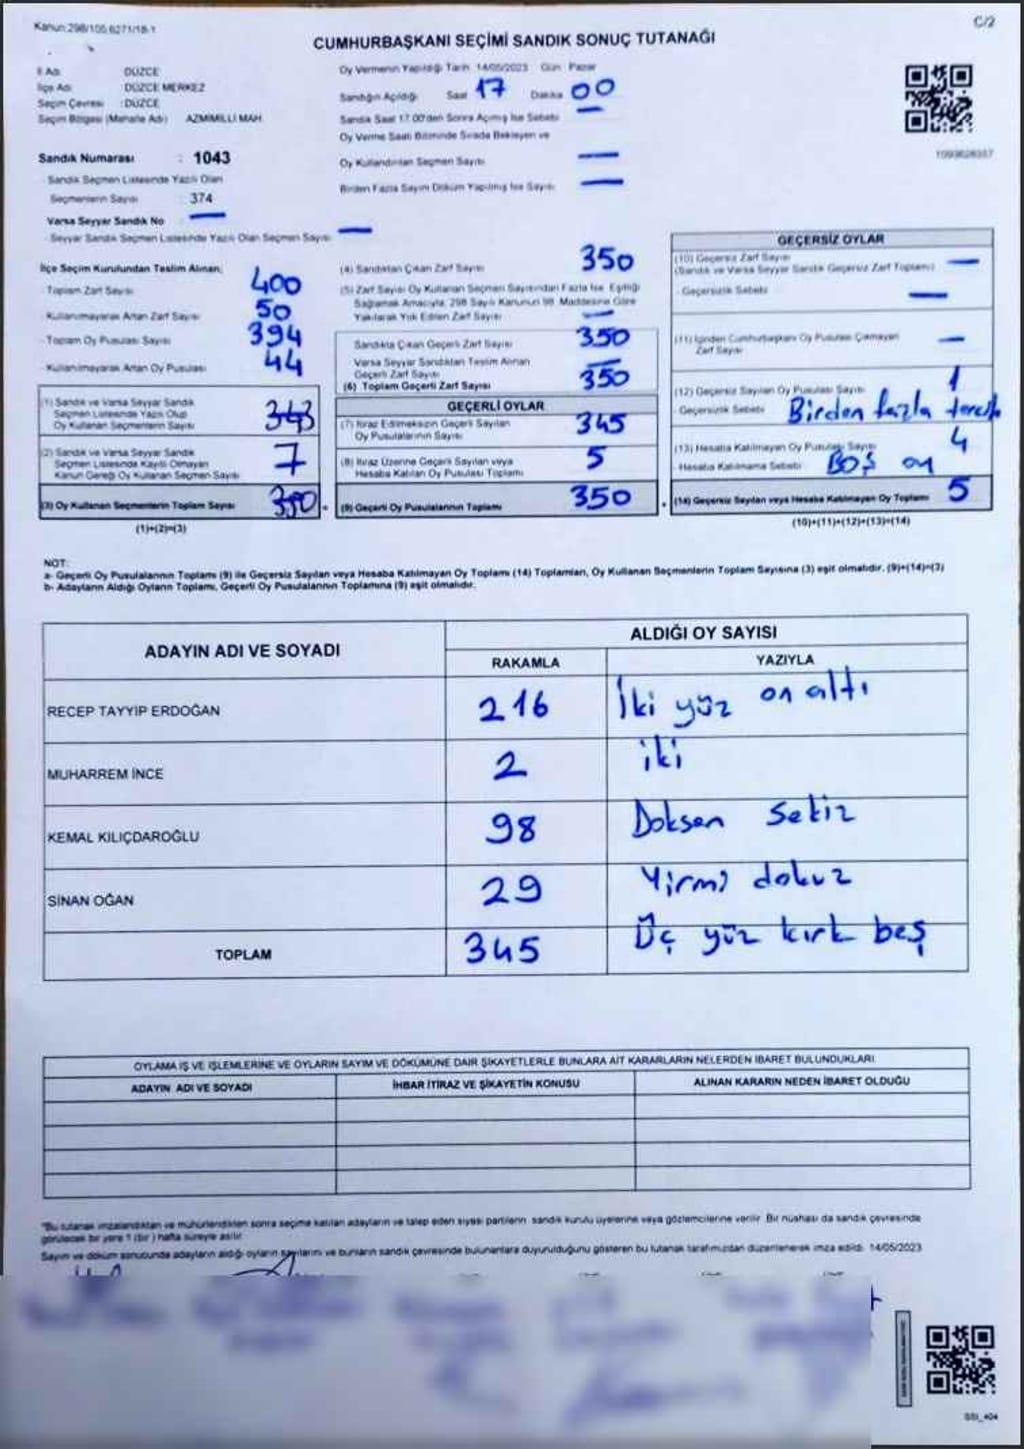 Kanun:298/105.6271/18-1
C/2
CUMHURBAŞKANI SEÇİMİ SANDIK SONUÇ TUTANAĞI
İl Adı DÜZCE
İlçe Adı DÜZCE MERKEZ
Seçim Çevresi :DÜZCE
Seçim Bölgesi (Mahalle Adı) AZMİMİLLİ MAH.
Sandık Numarası : 1043
Sandık Seçmen Listesinde Yazılı Olan
Seçmenlerin Sayısı 374
Varsa Seyyar Sandık No —
Seyyar Sandık Seçmen Listesinde Yazılı Olan Seçmen Sayısı —
Oy Vermenin Yapıldığı Tarih 14/05/2023 Gün Pazar
Sandığın Açıldığı Saat 17 Dakika 00
Sandık Saat 17.00'den Sonra Açılmış İse Sebebi —
Oy Verme Saati Bitiminde Sırada Bekleyen ve
Oy Kullandırılan Seçmen Sayısı —
Birden Fazla Sayım Döküm Yapılmış İse Sayısı —
1093628357
İlçe Seçim Kurulundan Teslim Alınan;
Toplam Zarf Sayısı 400
Kullanılmayarak Artan Zarf Sayısı 50
Toplam Oy Pusulası Sayısı 394
Kullanılmayarak Artan Oy Pusulası 44
(1) Sandık ve Varsa Seyyar Sandık
Seçmen Listesinde Yazılı Olup
Oy Kullanan Seçmenlerin Sayısı 343
(2) Sandık ve Varsa Seyyar Sandık
Seçmen Listesinde Kayıtlı Olmayan
Kanun Gereği Oy Kullanan Seçmen Sayısı 7
(3) Oy Kullanan Seçmenlerin Toplam Sayısı 350
(1)+(2)=(3)
(4) Sandıktan Çıkan Zarf Sayısı 350
(5) Zarf Sayısı Oy Kullanan Seçmen Sayısından Fazla İse, Eşitliği
Sağlamak Amacıyla, 298 Sayılı Kanunun 98. Maddesine Göre
Yakılarak Yok Edilen Zarf Sayısı —
Sandıkta Çıkan Geçerli Zarf Sayısı 350
Varsa Seyyar Sandıktan Teslim Alınan
Geçerli Zarf Sayısı —
(6) Toplam Geçerli Zarf Sayısı 350
GEÇERLİ OYLAR
(7) İtiraz Edilmeksizin Geçerli Sayılan
Oy Pusulalarının Sayısı 345
(8) İtiraz Üzerine Geçerli Sayılan veya
Hesaba Katılan Oy Pusulası Toplamı 5
(9) Geçerli Oy Pusulalarının Toplamı 350
GEÇERSİZ OYLAR
(10) Geçersiz Zarf Sayısı —
(Sandık ve Varsa Seyyar Sandık Geçersiz Zarf Toplamı)
- Geçersizlik Sebebi —
(11) İçinden Cumhurbaşkanı Oy Pusulası Çıkmayan
Zarf Sayısı —
(12) Geçersiz Sayılan Oy Pusulası Sayısı 1
- Geçersizlik Sebebi Birden fazla tercih
(13) Hesaba Katılmayan Oy Pusulası Sayısı 4
- Hesaba Katılmama Sebebi BOŞ oy
(14) Geçersiz Sayılan veya Hesaba Katılmayan Oy Toplamı 5
(10)+(11)+(12)+(13)=(14)
NOT:
a- Geçerli Oy Pusulalarının Toplamı (9) ile Geçersiz Sayılan veya Hesaba Katılmayan Oy Toplamı (14) Toplamları, Oy Kullanan Seçmenlerin Toplam Sayısına (3) eşit olmalıdır. (9)+(14)=(3)
b- Adayların Aldığı Oyların Toplamı, Geçerli Oy Pusulalarının Toplamına (9) eşit olmalıdır.
ADAYIN ADI VE SOYADI
ALDIĞI OY SAYISI
RAKAMLA YAZIYLA
RECEP TAYYİP ERDOĞAN 216 İki yüz on altı
MUHARREM İNCE 2 iki
KEMAL KILIÇDAROĞLU 98 Doksan Sekiz
SİNAN OĞAN 29 Yirmi dokuz
TOPLAM 345 Üç yüz kırk beş
OYLAMA İŞ VE İŞLEMLERİNE VE OYLARIN SAYIM VE DÖKÜMÜNE DAİR ŞİKAYETLERLE BUNLARA AİT KARARLARIN NELERDEN İBARET BULUNDUKLARI
ADAYIN ADI VE SOYADI İHBAR İTİRAZ VE ŞİKAYETİN KONUSU ALINAN KARARIN NEDEN İBARET OLDUĞU
"Bu tutanak imzalandıktan ve mühürlendikten sonra seçime katılan adayların ve talep eden siyasi partilerin sandık kurulu üyelerine veya gözlemcilerine verilir. Bir nüshası da sandık çevresinde
görülecek bir yere 1 (bir) hafta süreyle asılır.
Sayım ve döküm sonucunda adayların aldığı oyların sayılarını ve bunların sandık çevresinde bulunanlara duyurulduğunu gösteren bu tutanak tarafımızdan düzenlenerek imza edildi. 14/05/2023
SSI_404